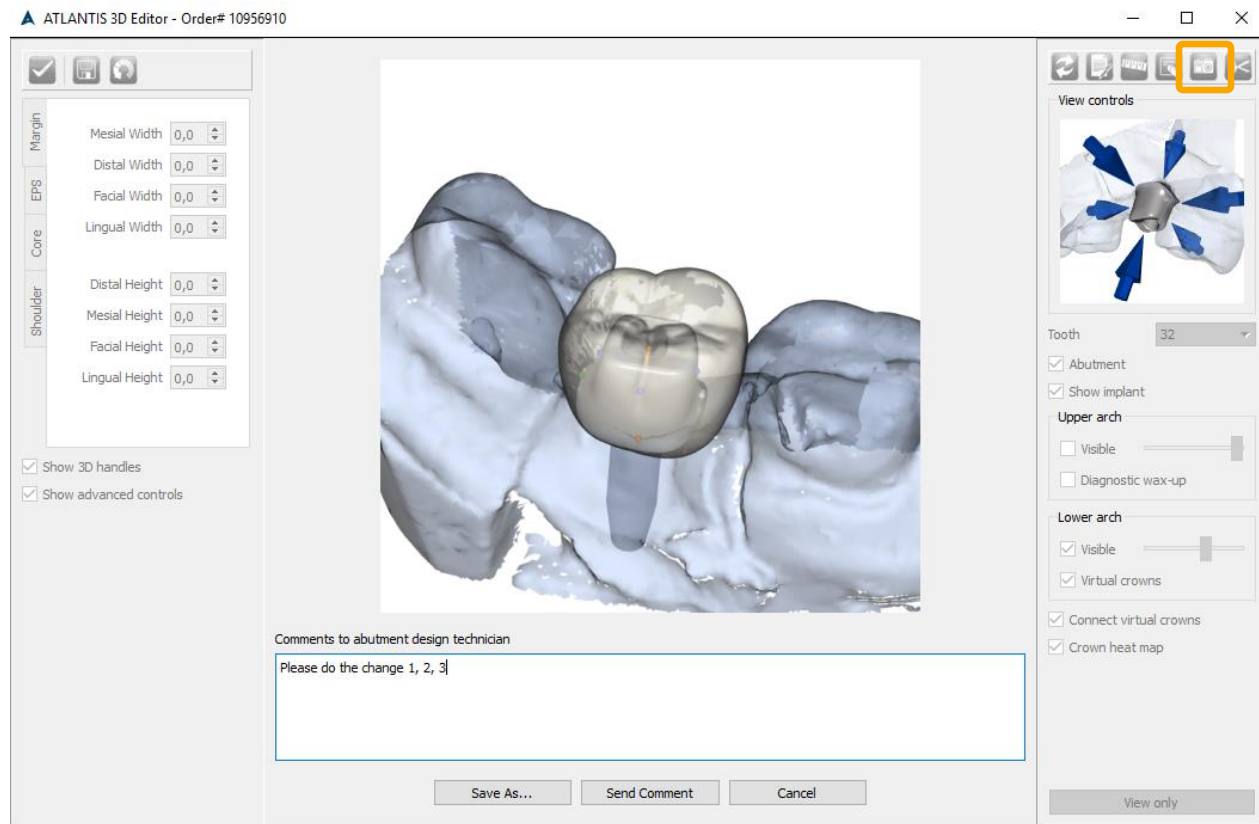 ATLANTIS 3D Editor - Order# 10956910
Margin
EPS
Core
Shoulder
Mesial Width 0,0
Distal Width 0,0
Facial Width 0,0
Lingual Width 0,0
Distal Height 0,0
Mesial Height 0,0
Facial Height 0,0
Lingual Height 0,0
Show 3D handles
Show advanced controls
Comments to abutment design technician
Please do the change 1, 2, 3
Save As...
Send Comment
Cancel
View controls
Tooth 32
Abutment
Show implant
Upper arch
Visible
Diagnostic wax-up
Lower arch
Visible
Virtual crowns
Connect virtual crowns
Crown heat map
View only